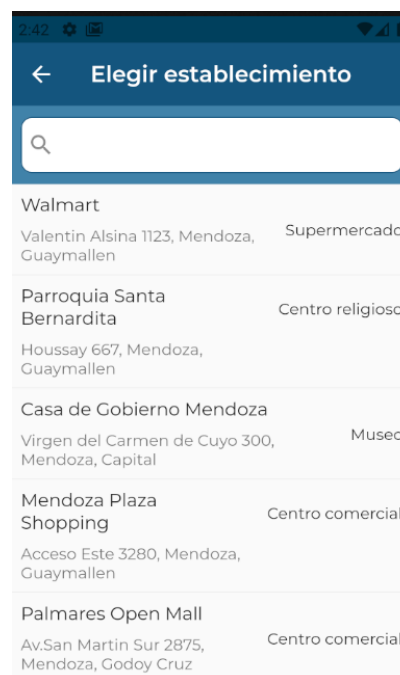 2:42
Elegir establecimiento
Walmart
Valentin Alsina 1123, Mendoza,
Guaymallen
Supermercado
Parroquia Santa
Bernardita
Houssay 667, Mendoza,
Guaymallen
Centro religioso
Casa de Gobierno Mendoza
Virgen del Carmen de Cuyo 300,
Mendoza, Capital
Museo
Mendoza Plaza
Shopping
Acceso Este 3280, Mendoza,
Guaymallen
Centro comercial
Palmares Open Mall
Av.San Martin Sur 2875,
Mendoza, Godoy Cruz
Centro comercial